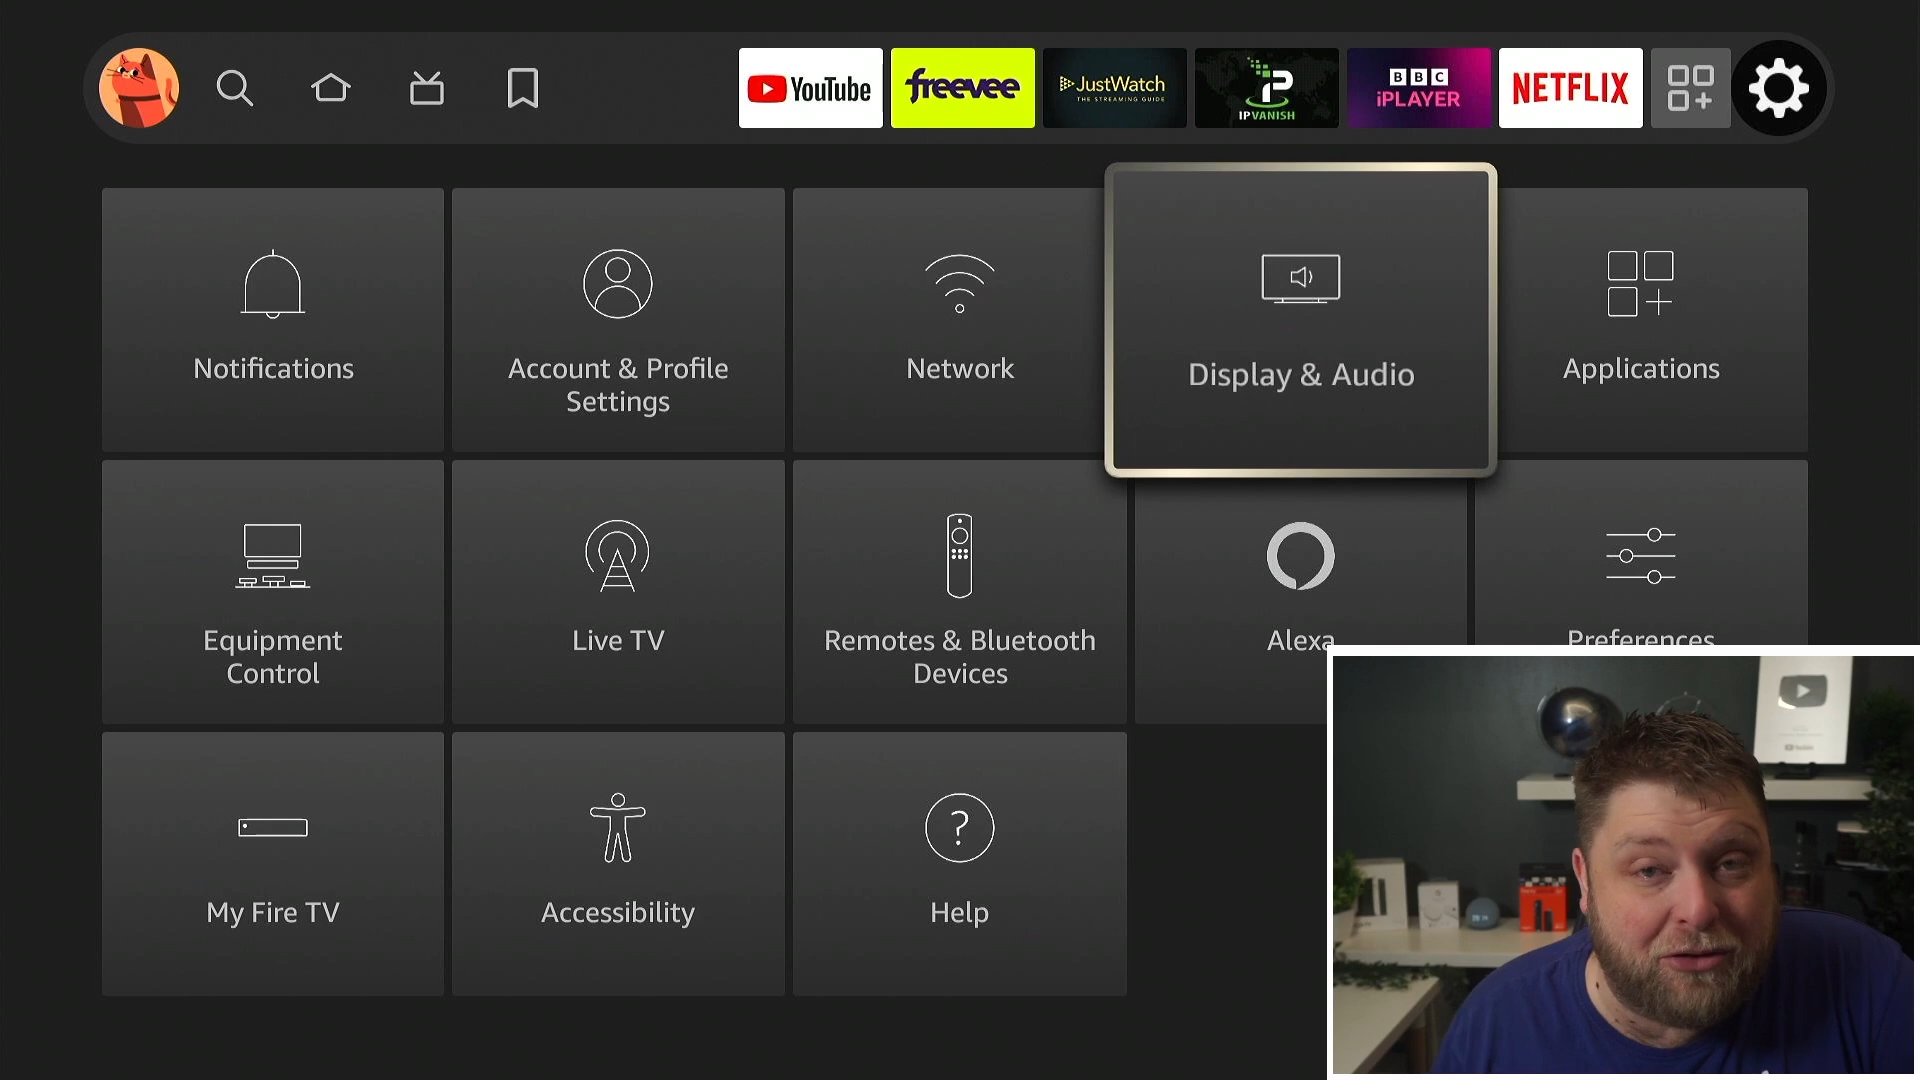 YouTube
freevee
JustWatch
THE STREAMING GUIDE
IPVANISH
BBC
iPLAYER
NETFLIX
Notifications
Account & Profile
Settings
Network
Display & Audio
Applications
Equipment
Control
Live TV
Remotes & Bluetooth
Devices
Alexa
Preferences
My Fire TV
Accessibility
?
Help